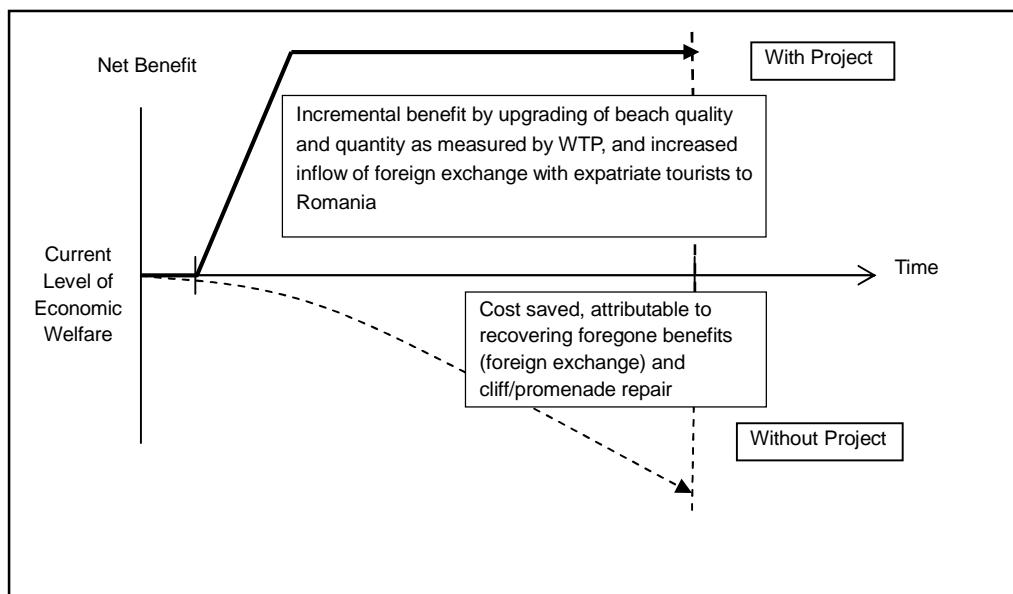 Net Benefit
With Project
Incremental benefit by upgrading of beach quality
and quantity as measured by WTP, and increased
inflow of foreign exchange with expatriate tourists to
Romania
Current
Level of
Economic
Welfare
Time
Cost saved, attributable to
recovering foregone benefits
(foreign exchange) and
cliff/promenade repair
Without Project